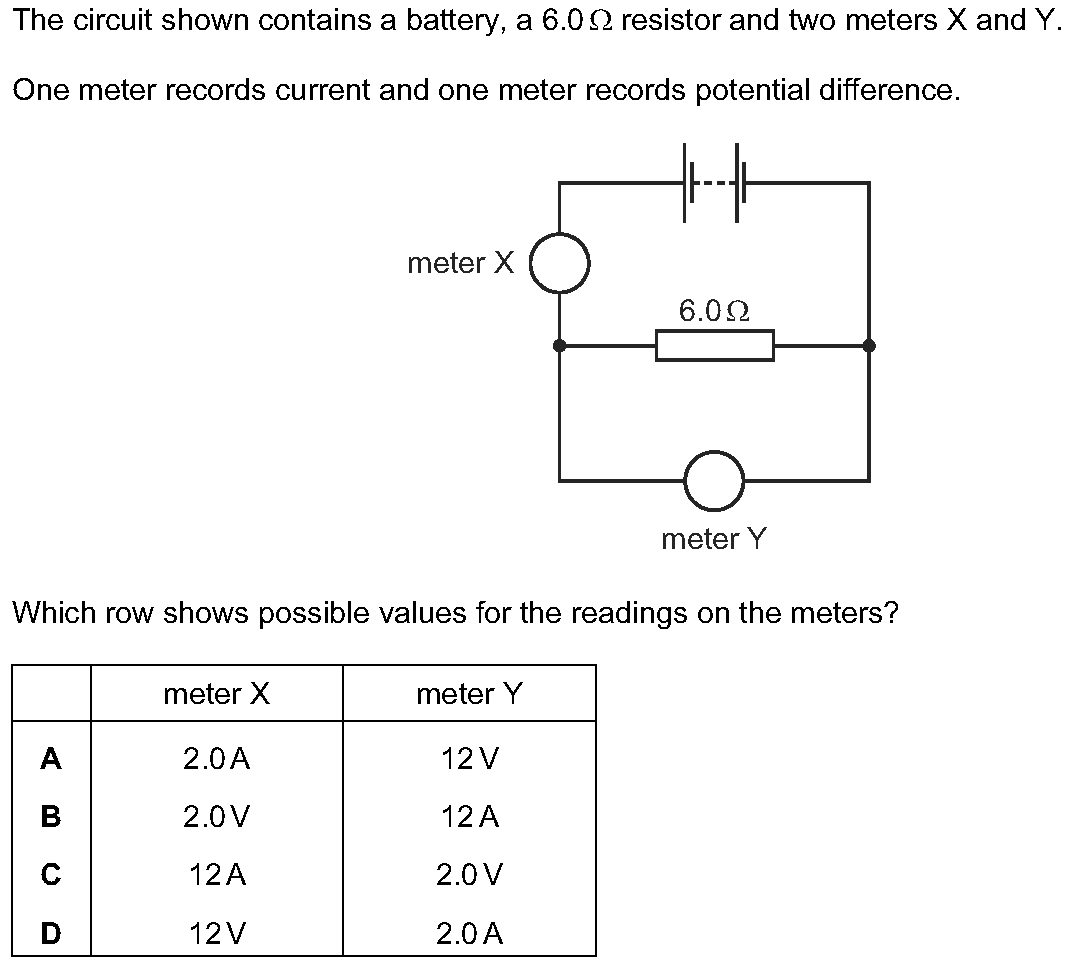 The circuit shown contains a battery, a 6.0 Ω resistor and two meters X and Y.
One meter records current and one meter records potential difference.
meter X
6.0 Ω
meter Y
Which row shows possible values for the readings on the meters?
meter X meter Y
A 2.0 A 12 V
B 2.0 V 12 A
C 12 A 2.0 V
D 12 V 2.0 A